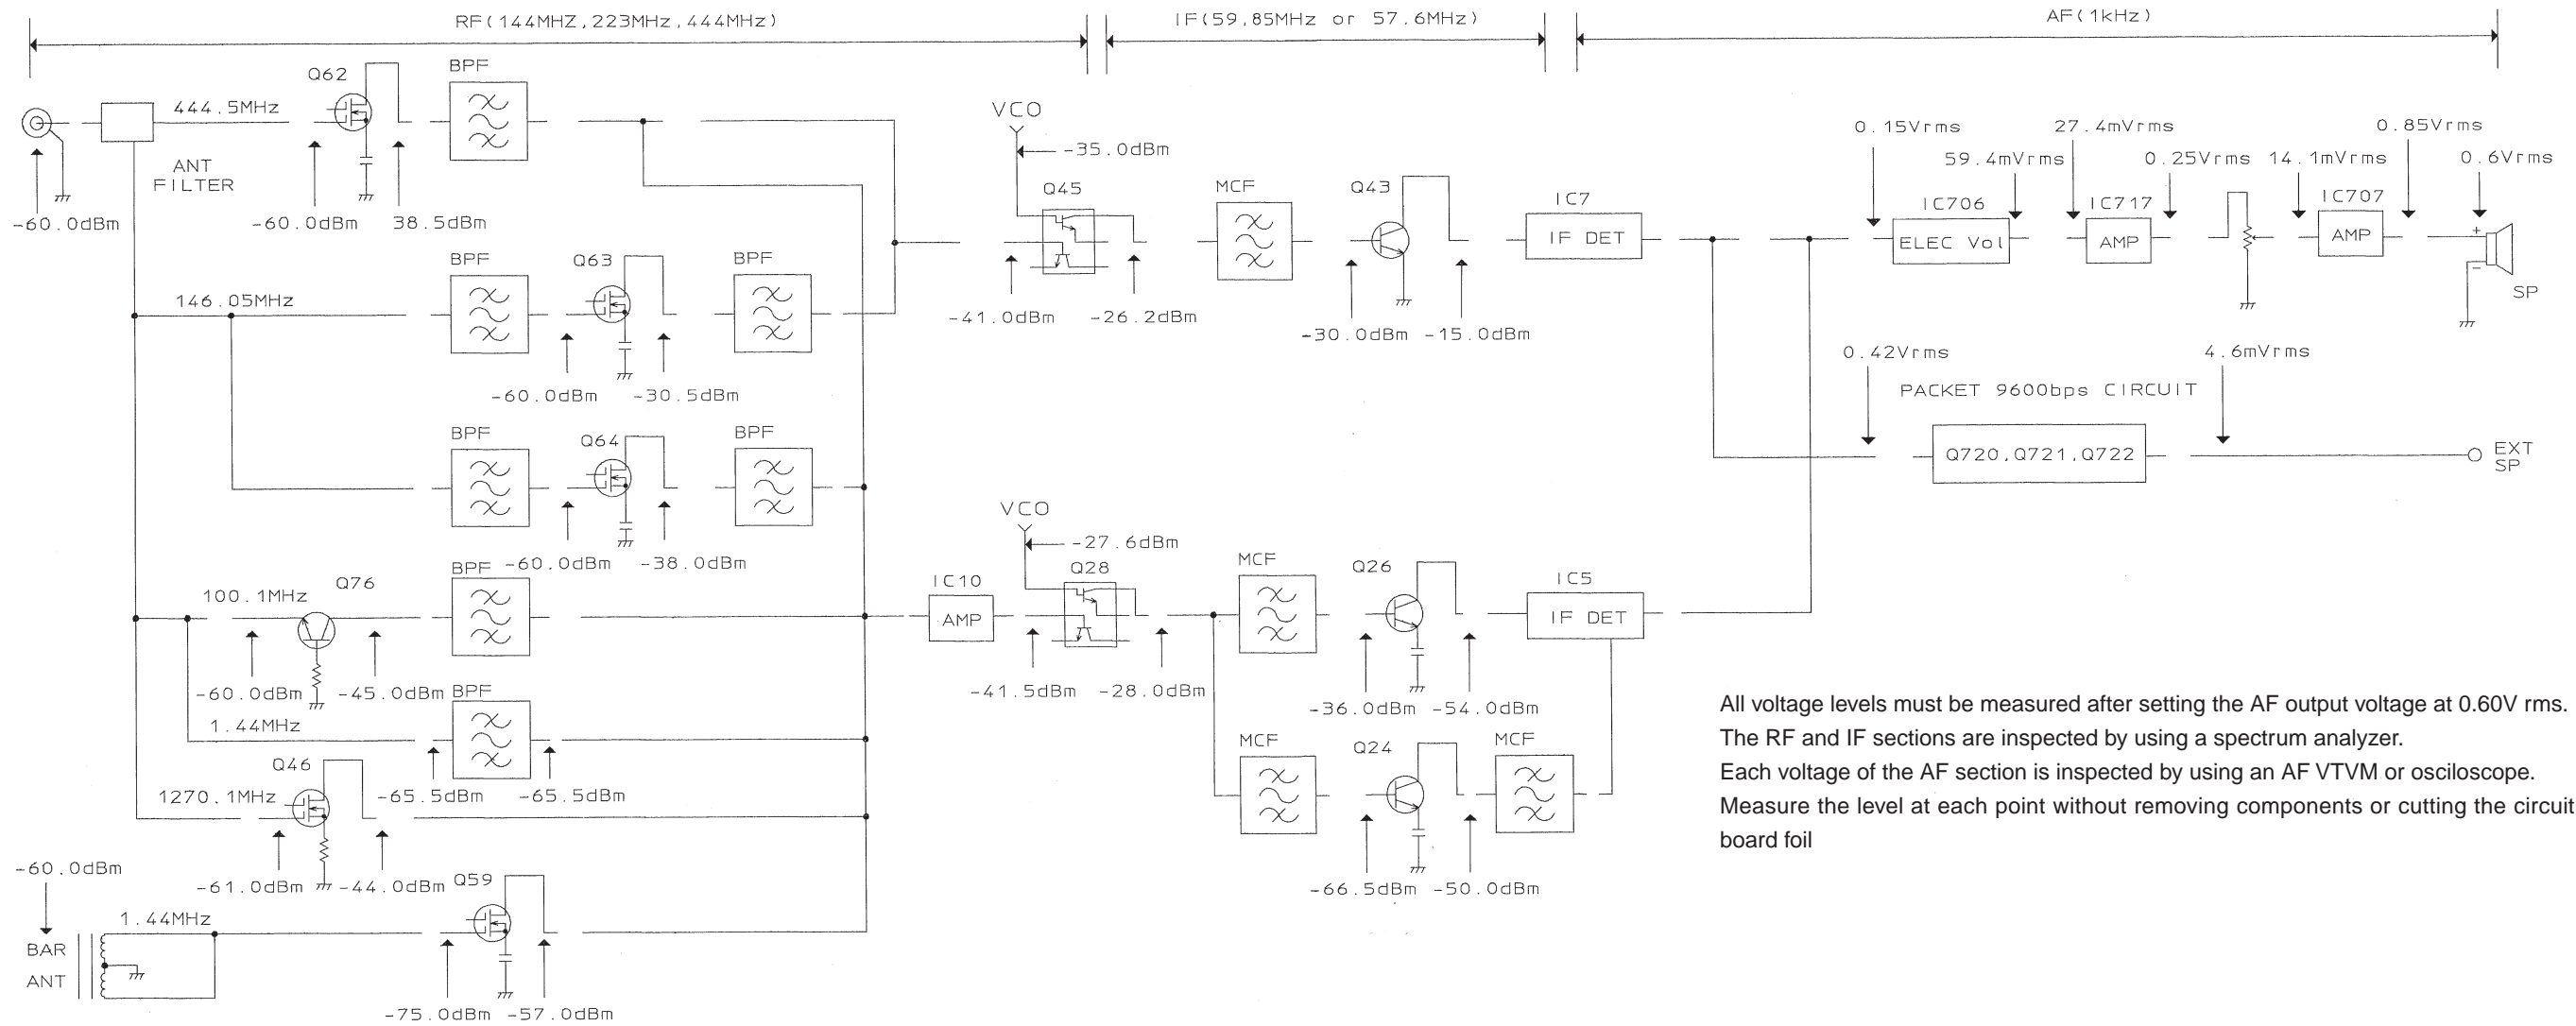 RF(144MHZ,223MHz,444MHz)
IF(59,85MHz or 57.6MHz)
AF(1kHz)
Q62
BPF
444.5MHz
ANT
FILTER
-60.0dBm
-60.0dBm
38.5dBm
VCO
-35.0dBm
Q45
MCF
Q43
IC7
IF DET
0.15Vrms
27.4mVrms
0.85Vrms
59.4mVrms
0.25Vrms
14.1mVrms
0.6Vrms
IC706
ELEC Vol
IC717
AMP
IC707
AMP
+
-
SP
BPF
Q63
BPF
146.05MHz
-41.0dBm
-26.2dBm
-30.0dBm
-15.0dBm
-60.0dBm
-30.5dBm
0.42Vrms
4.6mVrms
PACKET 9600bps CIRCUIT
Q720,Q721,Q722
EXT
SP
BPF
Q64
BPF
-60.0dBm
-38.0dBm
VCO
-27.6dBm
Q28
MCF
Q26
IC5
IF DET
100.1MHz
Q76
BPF
IC10
AMP
-60.0dBm
-45.0dBm
-41.5dBm
-28.0dBm
-36.0dBm
-54.0dBm
BPF
1.44MHz
-65.5dBm
-65.5dBm
MCF
Q24
MCF
-66.5dBm
-50.0dBm
Q46
1270.1MHz
-61.0dBm
-44.0dBm
-60.0dBm
Q59
1.44MHz
BAR
ANT
-75.0dBm
-57.0dBm
All voltage levels must be measured after setting the AF output voltage at 0.60V rms.
The RF and IF sections are inspected by using a spectrum analyzer.
Each voltage of the AF section is inspected by using an AF VTVM or osciloscope.
Measure the level at each point without removing components or cutting the circuit
board foil